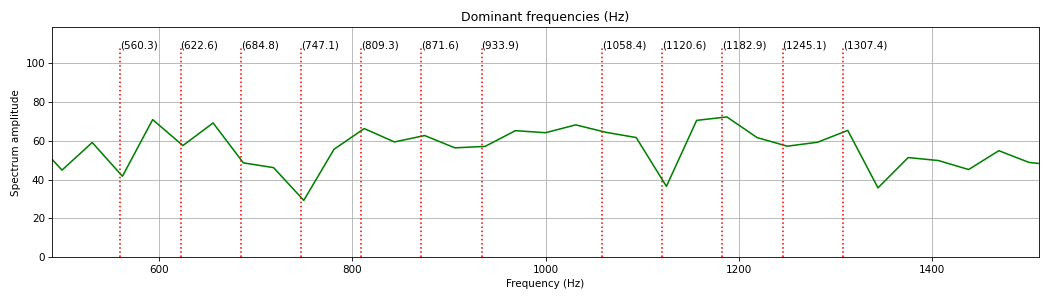 Dominant frequencies (Hz)
(560.3) (622.6) (684.8) (747.1) (809.3) (871.6) (933.9) (1058.4) (1120.6) (1182.9) (1245.1) (1307.4)
100
80
60
40
20
0
Spectrum amplitude
600 800 1000 1200 1400
Frequency (Hz)